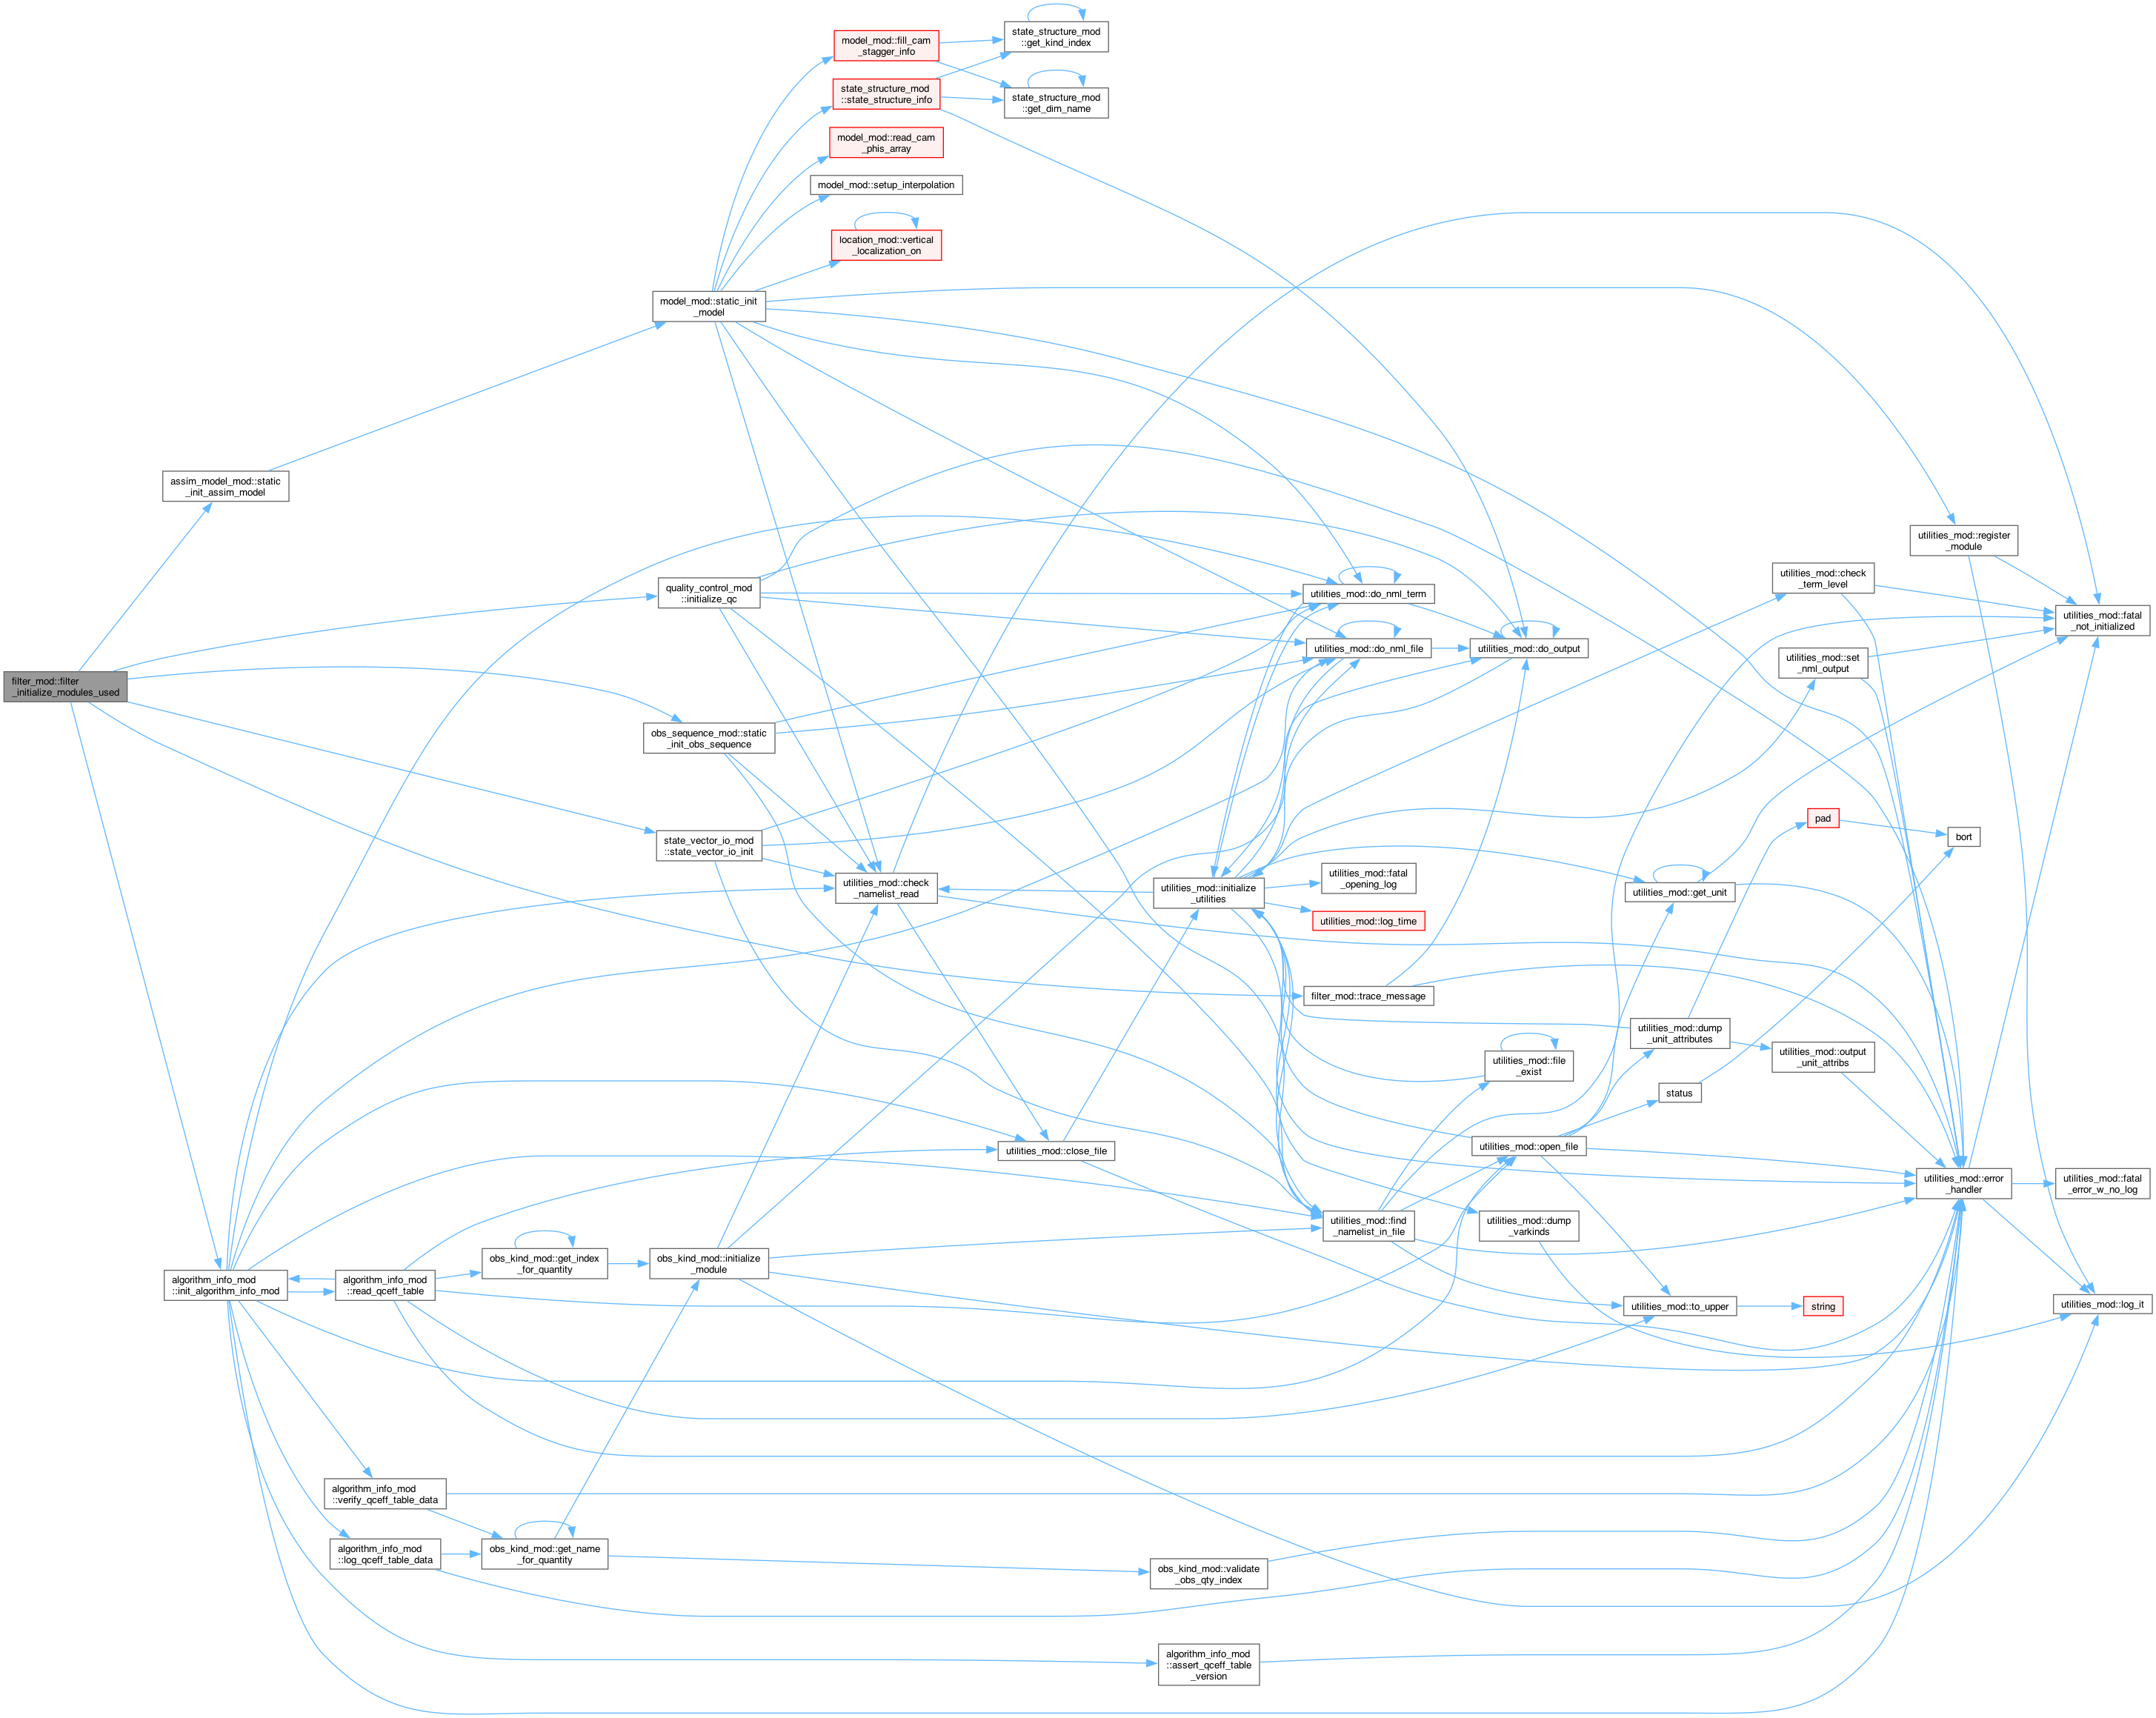 filter_mod::filter
_initialize_modules_used
assim_model_mod::static
_init_assim_model
algorithm_info_mod
::init_algorithm_info_mod
algorithm_info_mod
::read_qceff_table
algorithm_info_mod
::verify_qceff_table_data
algorithm_info_mod
::log_qceff_table_data
obs_kind_mod::get_index
_for_quantity
obs_kind_mod::get_name
_for_quantity
model_mod::static_init
_model
quality_control_mod
::initialize_qc
obs_sequence_mod::static
_init_obs_sequence
state_vector_io_mod
::state_vector_io_init
obs_kind_mod::initialize
_module
model_mod::fill_cam
_stagger_info
state_structure_mod
::state_structure_info
model_mod::read_cam
_phis_array
model_mod::setup_interpolation
location_mod::vertical
_localization_on
utilities_mod::check
_namelist_read
state_structure_mod
::get_kind_index
state_structure_mod
::get_dim_name
utilities_mod::close_file
utilities_mod::initialize
_utilities
obs_kind_mod::validate
_obs_qty_index
algorithm_info_mod
::assert_qceff_table
_version
utilities_mod::do_nml_term
utilities_mod::do_nml_file
utilities_mod::fatal
_opening_log
utilities_mod::log_time
filter_mod::trace_message
utilities_mod::find
_namelist_in_file
utilities_mod::do_output
utilities_mod::file
_exist
utilities_mod::open_file
utilities_mod::dump
_varkinds
utilities_mod::get_unit
utilities_mod::dump
_unit_attributes
status
utilities_mod::to_upper
utilities_mod::check
_term_level
utilities_mod::set
_nml_output
pad
utilities_mod::output
_unit_attribs
string
utilities_mod::register
_module
bort
utilities_mod::error
_handler
utilities_mod::fatal
_not_initialized
utilities_mod::fatal
_error_w_no_log
utilities_mod::log_it